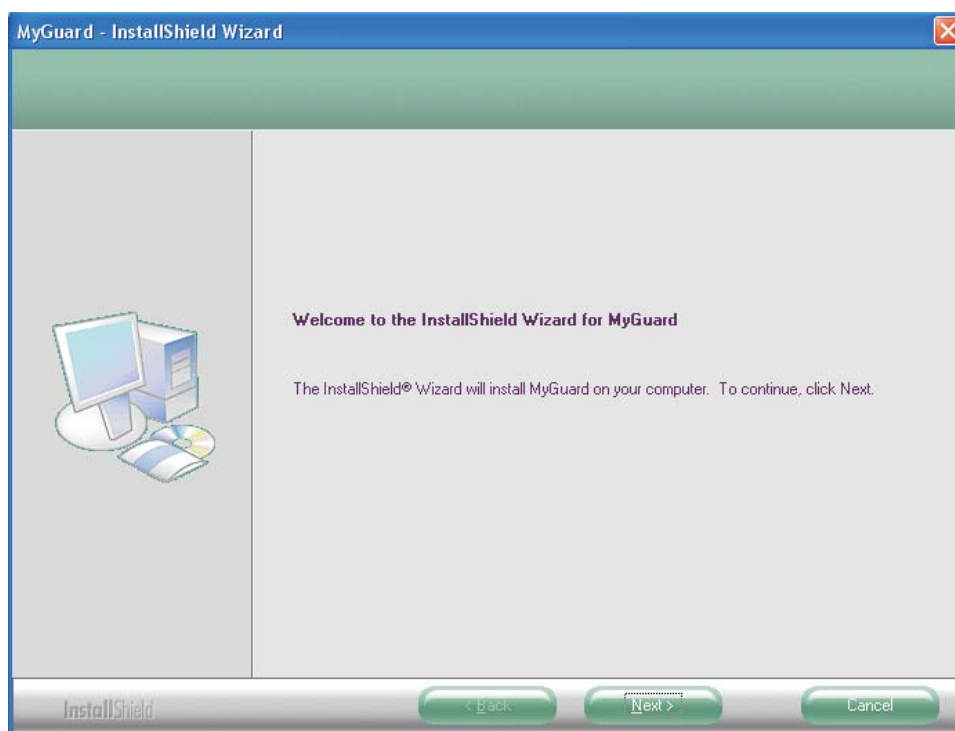 MyGuard - InstallShield Wizard
Welcome to the InstallShield Wizard for MyGuard
The InstallShield® Wizard will install MyGuard on your computer. To continue, click Next.
InstallShield
< Back
Next >
Cancel